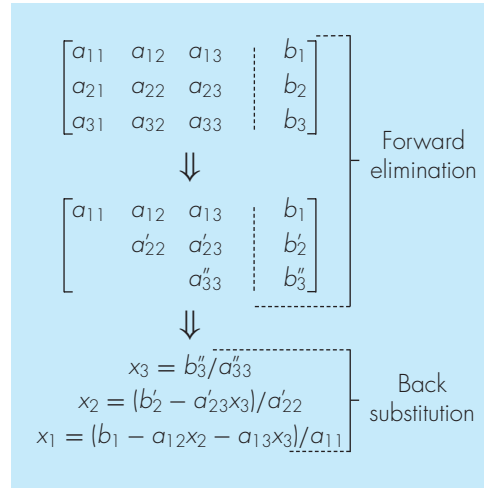 a₁₁ a₁₂ a₁₃ b₁
a₂₁ a₂₂ a₂₃ b₂
a₃₁ a₃₂ a₃₃ b₃
Forward
elimination
⇓
a₁₁ a₁₂ a₁₃ b₁
a′₂₂ a′₂₃ b′₂
a″₃₃ b″₃
⇓
x₃ = b″₃/a″₃₃
x₂ = (b′₂ − a′₂₃x₃)/a′₂₂
x₁ = (b₁ − a₁₂x₂ − a₁₃x₃)/a₁₁
Back
substitution